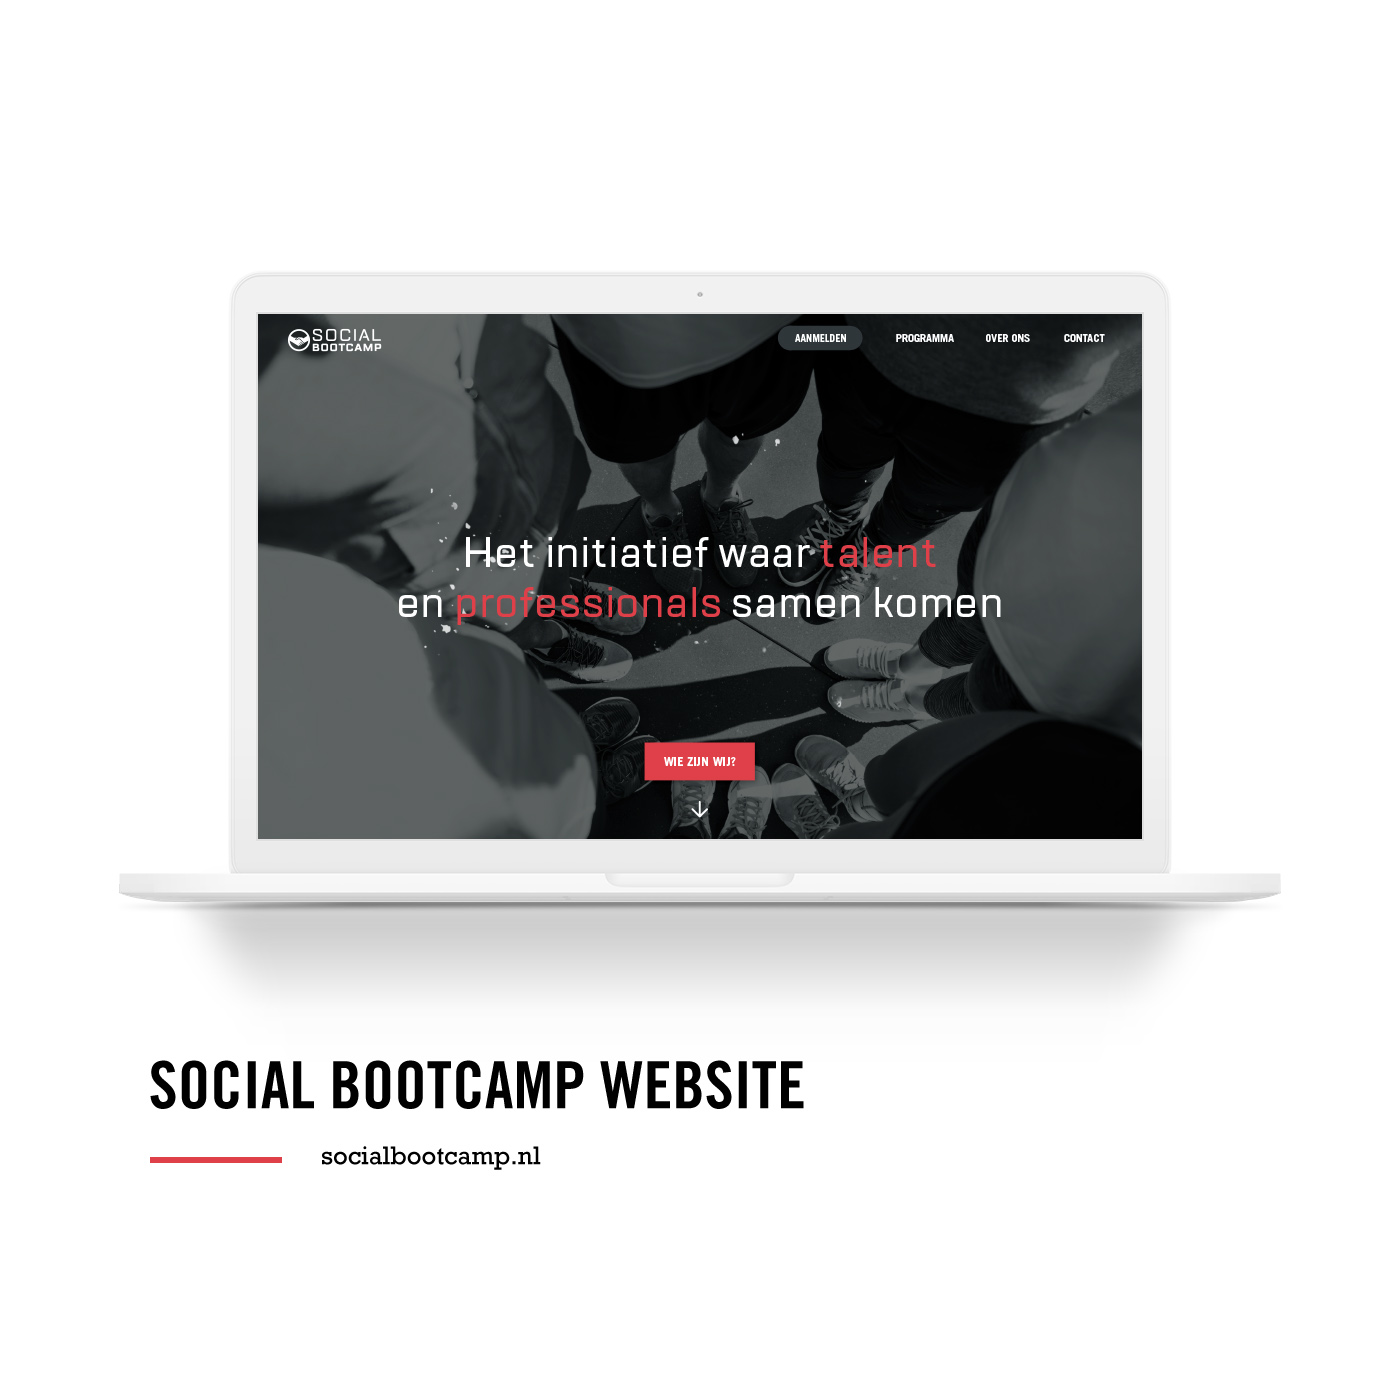 SOCIAL
BOOTCAMP
AANMELDEN PROGRAMMA OVER ONS CONTACT
Het initiatief waar talent
en professionals samen komen
WIE ZIJN WIJ?
SOCIAL BOOTCAMP WEBSITE
socialbootcamp.nl